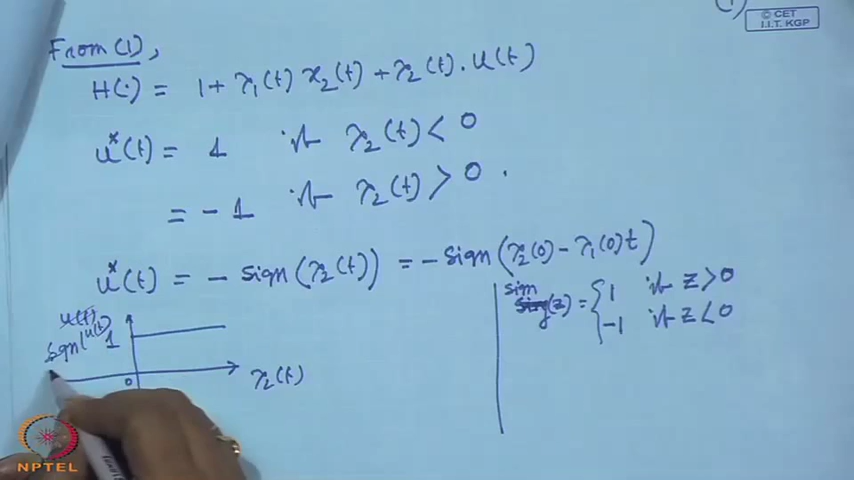 (1)
© CET
I.I.T. KGP
From (1),
H(·) = 1 + λ₁(t) x₂(t) + λ₂(t) · u(t)
u*(t) = 1 if λ₂(t) < 0
= -1 if λ₂(t) > 0 .
u*(t) = - sign (λ₂(t)) = - sign (λ₂(0) - λ₁(0)t)
sign(z) = { 1 if z > 0
-1 if z < 0
u(t)
sgn(u(t))
1
0
λ₂(t)
NPTEL